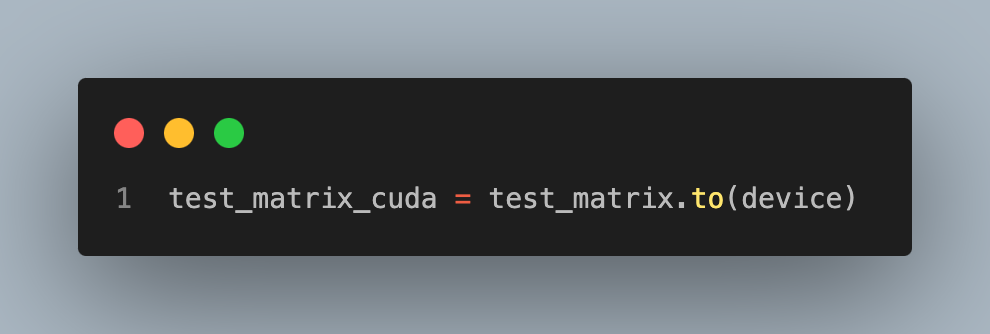 1 test_matrix_cuda = test_matrix.to(device)